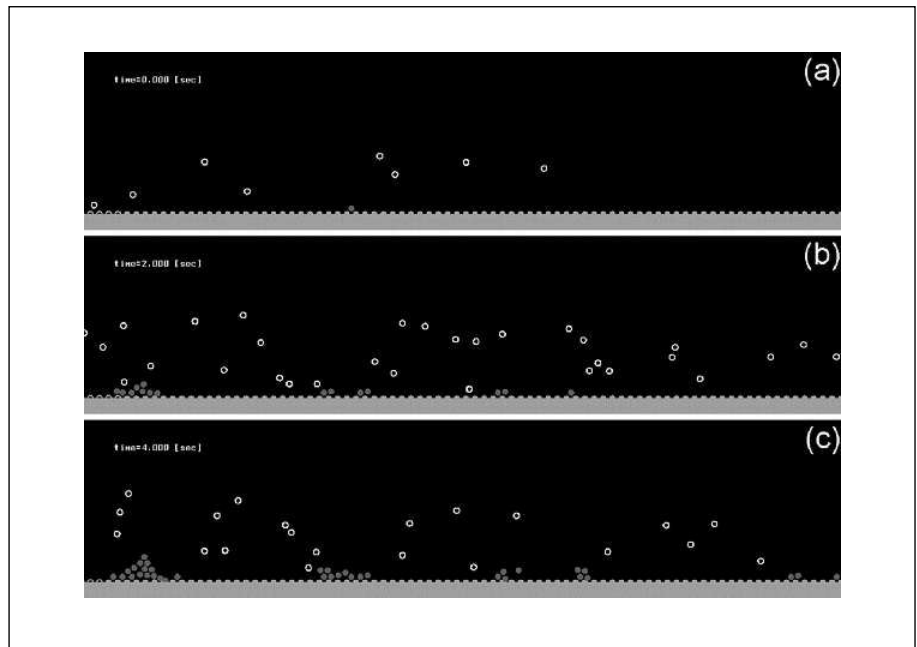 time=0.000 [sec]
(a)
time=2.000 [sec]
(b)
time=4.000 [sec]
(c)